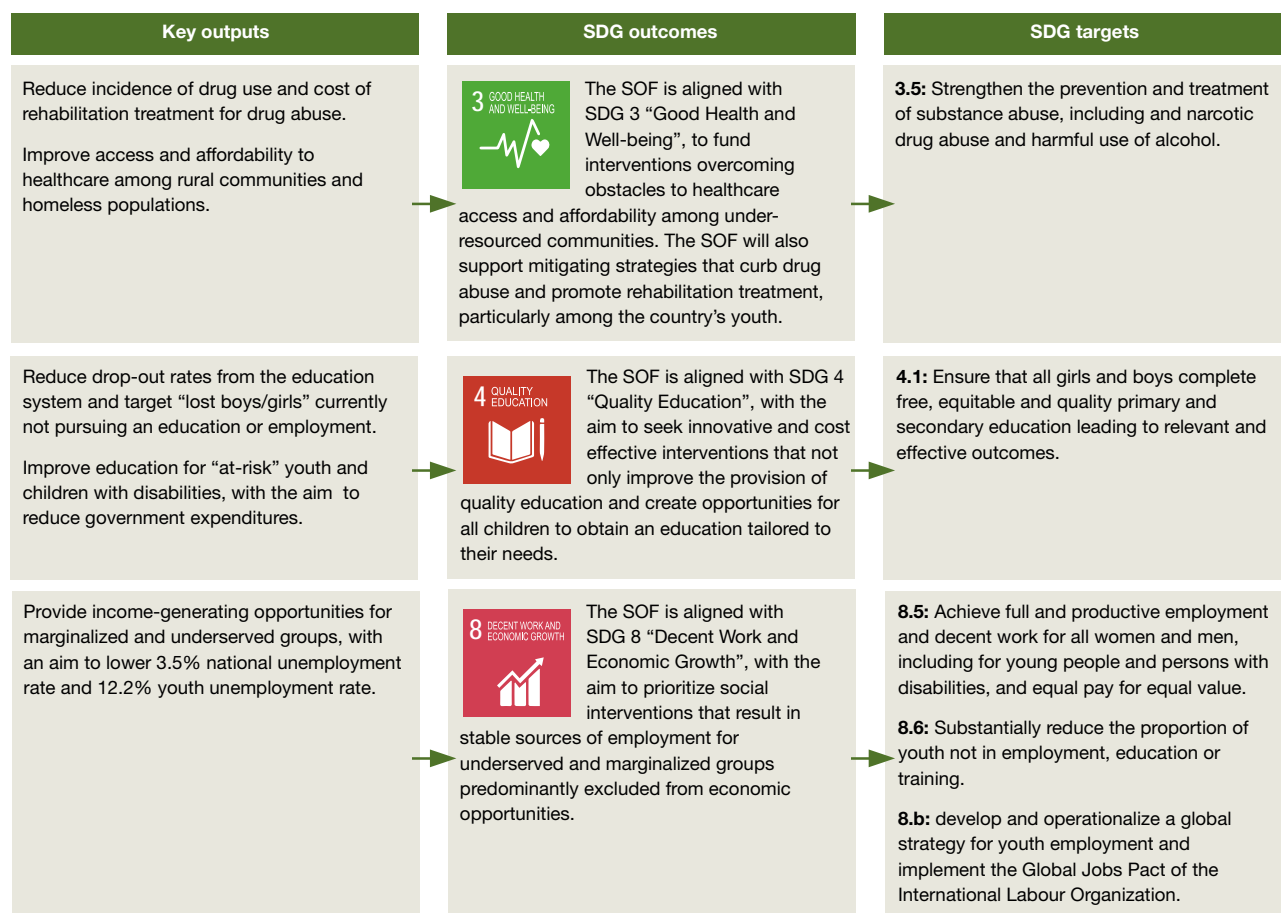 Key outputs
SDG outcomes
SDG targets
Reduce incidence of drug use and cost of
rehabilitation treatment for drug abuse.
Improve access and affordability to
healthcare among rural communities and
homeless populations.
3 GOOD HEALTH
AND WELL-BEING
The SOF is aligned with
SDG 3 “Good Health and
Well-being”, to fund
interventions overcoming
obstacles to healthcare
access and affordability among under-
resourced communities. The SOF will also
support mitigating strategies that curb drug
abuse and promote rehabilitation treatment,
particularly among the country’s youth.
3.5: Strengthen the prevention and treatment
of substance abuse, including and narcotic
drug abuse and harmful use of alcohol.
Reduce drop-out rates from the education
system and target “lost boys/girls” currently
not pursuing an education or employment.
Improve education for “at-risk” youth and
children with disabilities, with the aim to
reduce government expenditures.
4 QUALITY
EDUCATION
The SOF is aligned with SDG 4
“Quality Education”, with the
aim to seek innovative and cost
effective interventions that not
only improve the provision of
quality education and create opportunities for
all children to obtain an education tailored to
their needs.
4.1: Ensure that all girls and boys complete
free, equitable and quality primary and
secondary education leading to relevant and
effective outcomes.
Provide income-generating opportunities for
marginalized and underserved groups, with
an aim to lower 3.5% national unemployment
rate and 12.2% youth unemployment rate.
8 DECENT WORK AND
ECONOMIC GROWTH
The SOF is aligned with
SDG 8 “Decent Work and
Economic Growth”, with the
aim to prioritize social
interventions that result in
stable sources of employment for
underserved and marginalized groups
predominantly excluded from economic
opportunities.
8.5: Achieve full and productive employment
and decent work for all women and men,
including for young people and persons with
disabilities, and equal pay for equal value.
8.6: Substantially reduce the proportion of
youth not in employment, education or
training.
8.b: develop and operationalize a global
strategy for youth employment and
implement the Global Jobs Pact of the
International Labour Organization.